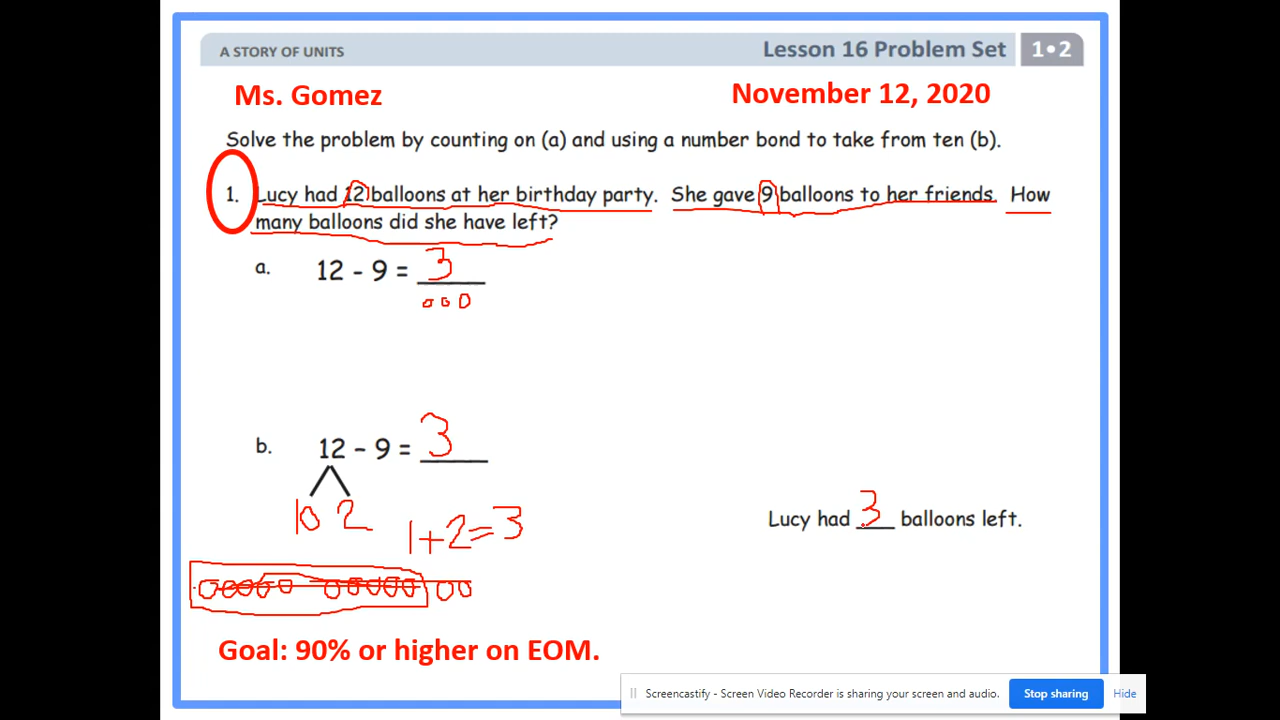 A STORY OF UNITS
Lesson 16 Problem Set 1•2
Ms. Gomez
November 12, 2020
Solve the problem by counting on (a) and using a number bond to take from ten (b).
1. Lucy had 12 balloons at her birthday party. She gave 9 balloons to her friends. How
many balloons did she have left?
a. 12 - 9 = 3
b. 12 - 9 = 3
10 2
1+2=3
Lucy had 3 balloons left.
Goal: 90% or higher on EOM.
Screencastify - Screen Video Recorder is sharing your screen and audio.
Stop sharing
Hide